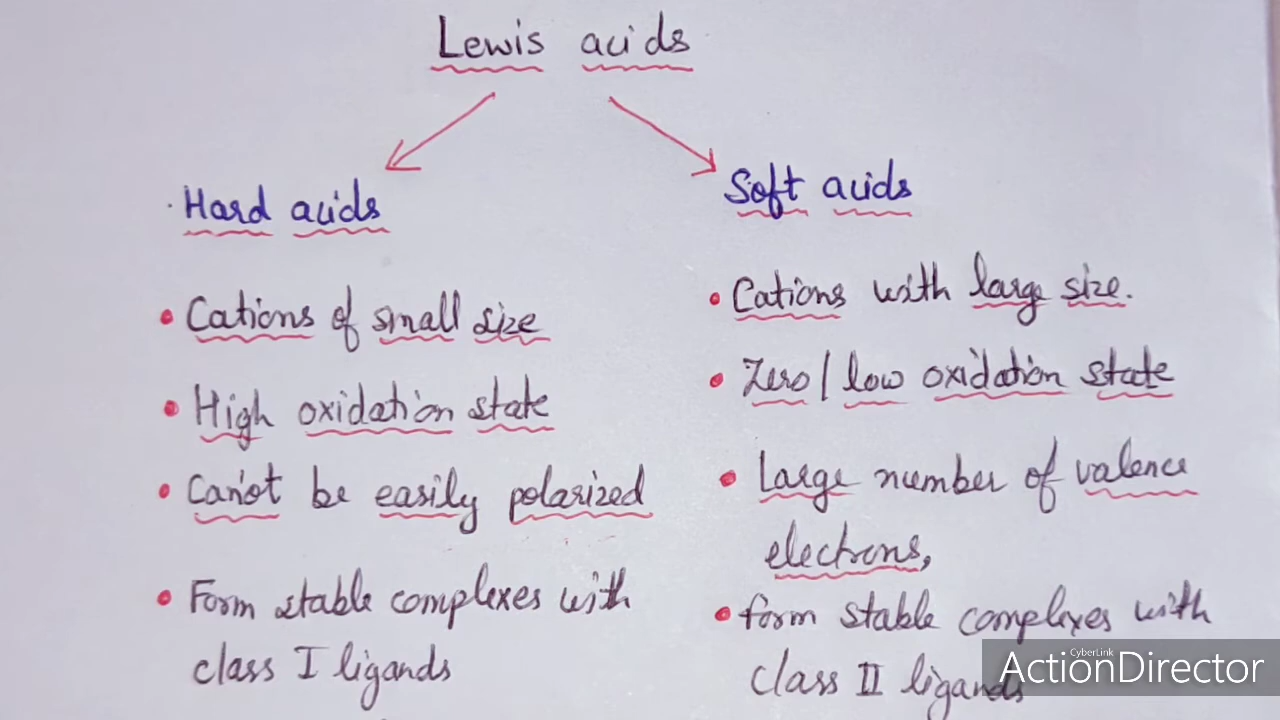 Lewis acids
Hard acids
• Cations of small size
• High oxidation state
• Can't be easily polarized
• Form stable complexes with
class I ligands
Soft acids
• Cations with large size.
• Zero / low oxidation state
• Large number of valence
electrons,
• form stable complexes with
class II ligands
CyberLink
ActionDirector